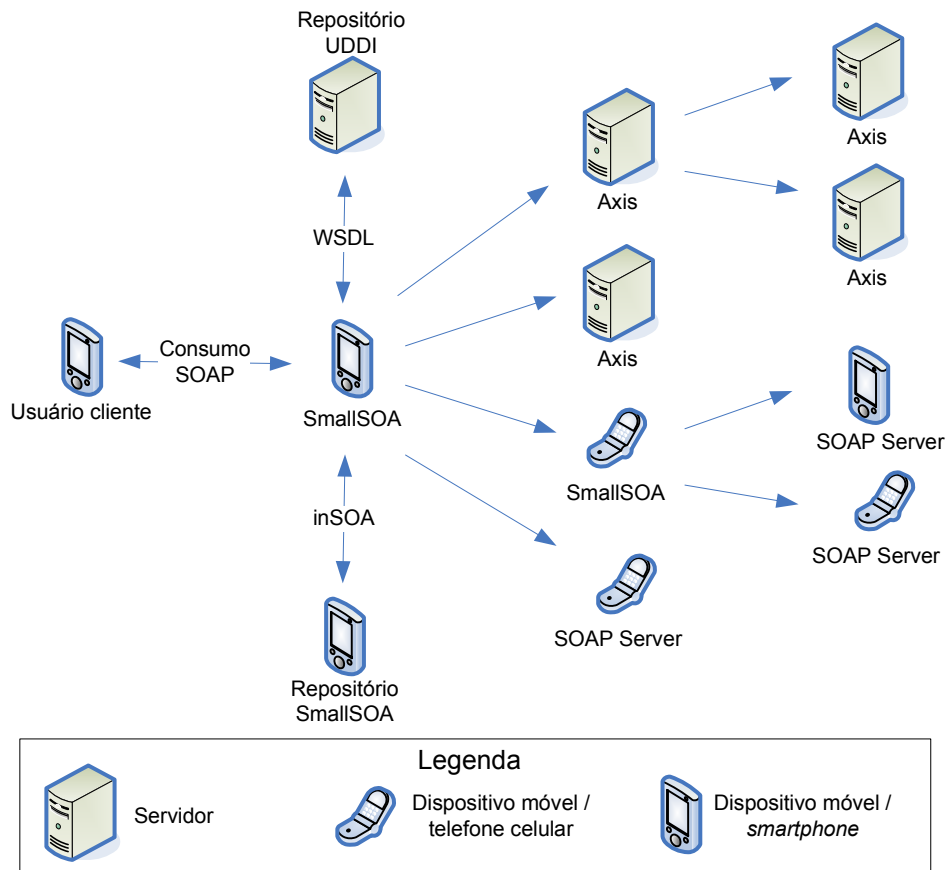 Repositório
UDDI
Axis
Axis
WSDL
Axis
Axis
Consumo
SOAP
Usuário cliente
SmallSOA
SOAP Server
SmallSOA
inSOA
SOAP Server
SOAP Server
Repositório
SmallSOA
Legenda
Servidor
Dispositivo móvel /
telefone celular
Dispositivo móvel /
smartphone